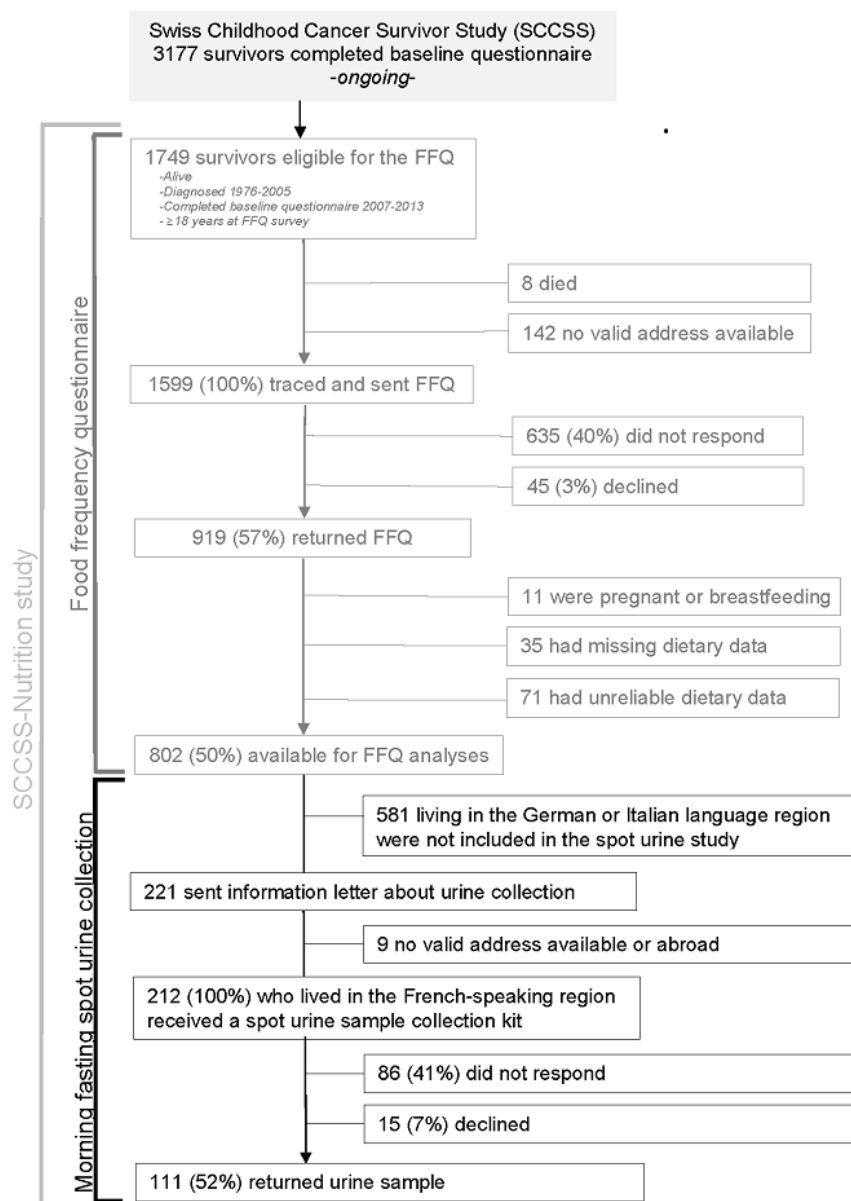 Swiss Childhood Cancer Survivor Study (SCCSS)
3177 survivors completed baseline questionnaire
-ongoing-
1749 survivors eligible for the FFQ
-Alive
-Diagnosed 1976-2005
-Completed baseline questionnaire 2007-2013
- ≥18 years at FFQ survey
8 died
142 no valid address available
1599 (100%) traced and sent FFQ
635 (40%) did not respond
45 (3%) declined
919 (57%) returned FFQ
11 were pregnant or breastfeeding
35 had missing dietary data
71 had unreliable dietary data
802 (50%) available for FFQ analyses
581 living in the German or Italian language region
were not included in the spot urine study
221 sent information letter about urine collection
9 no valid address available or abroad
212 (100%) who lived in the French-speaking region
received a spot urine sample collection kit
86 (41%) did not respond
15 (7%) declined
111 (52%) returned urine sample
SCCSS-Nutrition study
Food frequency questionnaire
Morning fasting spot urine collection